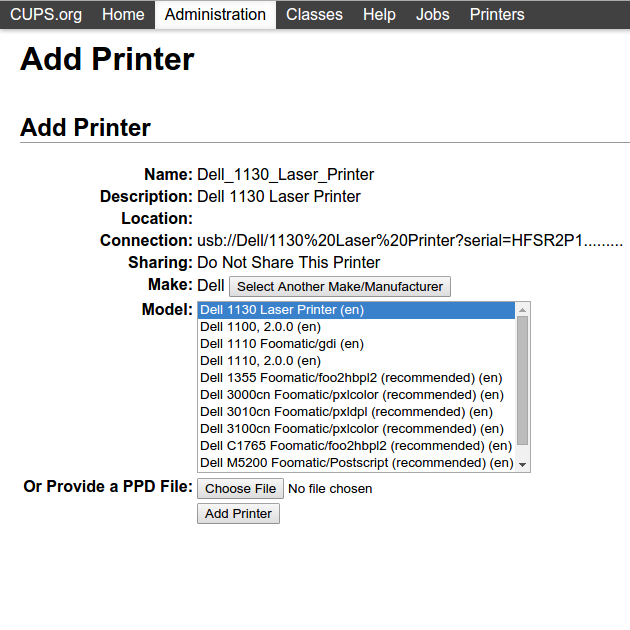 CUPS.org Home Administration Classes Help Jobs Printers
Add Printer
Add Printer
Name: Dell_1130_Laser_Printer
Description: Dell 1130 Laser Printer
Location:
Connection: usb://Dell/1130%20Laser%20Printer?serial=HFSR2P1.........
Sharing: Do Not Share This Printer
Make: Dell Select Another Make/Manufacturer
Model: Dell 1130 Laser Printer (en)
Dell 1100, 2.0.0 (en)
Dell 1110 Foomatic/gdi (en)
Dell 1110, 2.0.0 (en)
Dell 1355 Foomatic/foo2hbpl2 (recommended) (en)
Dell 3000cn Foomatic/pxlcolor (recommended) (en)
Dell 3010cn Foomatic/pxldpl (recommended) (en)
Dell 3100cn Foomatic/pxlcolor (recommended) (en)
Dell C1765 Foomatic/foo2hbpl2 (recommended) (en)
Dell M5200 Foomatic/Postscript (recommended) (en)
Or Provide a PPD File: Choose File No file chosen
Add Printer